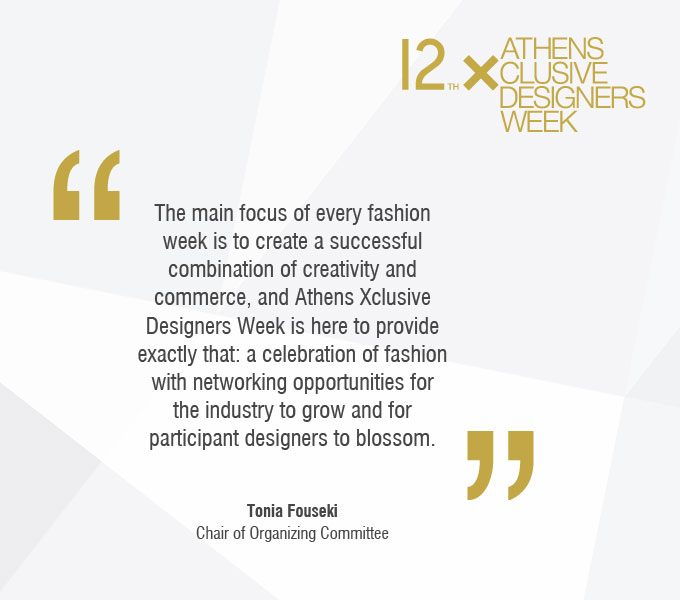 12TH X ATHENS
CLUSIVE
DESIGNERS
WEEK
“
The main focus of every fashion
week is to create a successful
combination of creativity and
commerce, and Athens Xclusive
Designers Week is here to provide
exactly that: a celebration of fashion
with networking opportunities for
the industry to grow and for
participant designers to blossom.
”
Tonia Fouseki
Chair of Organizing Committee